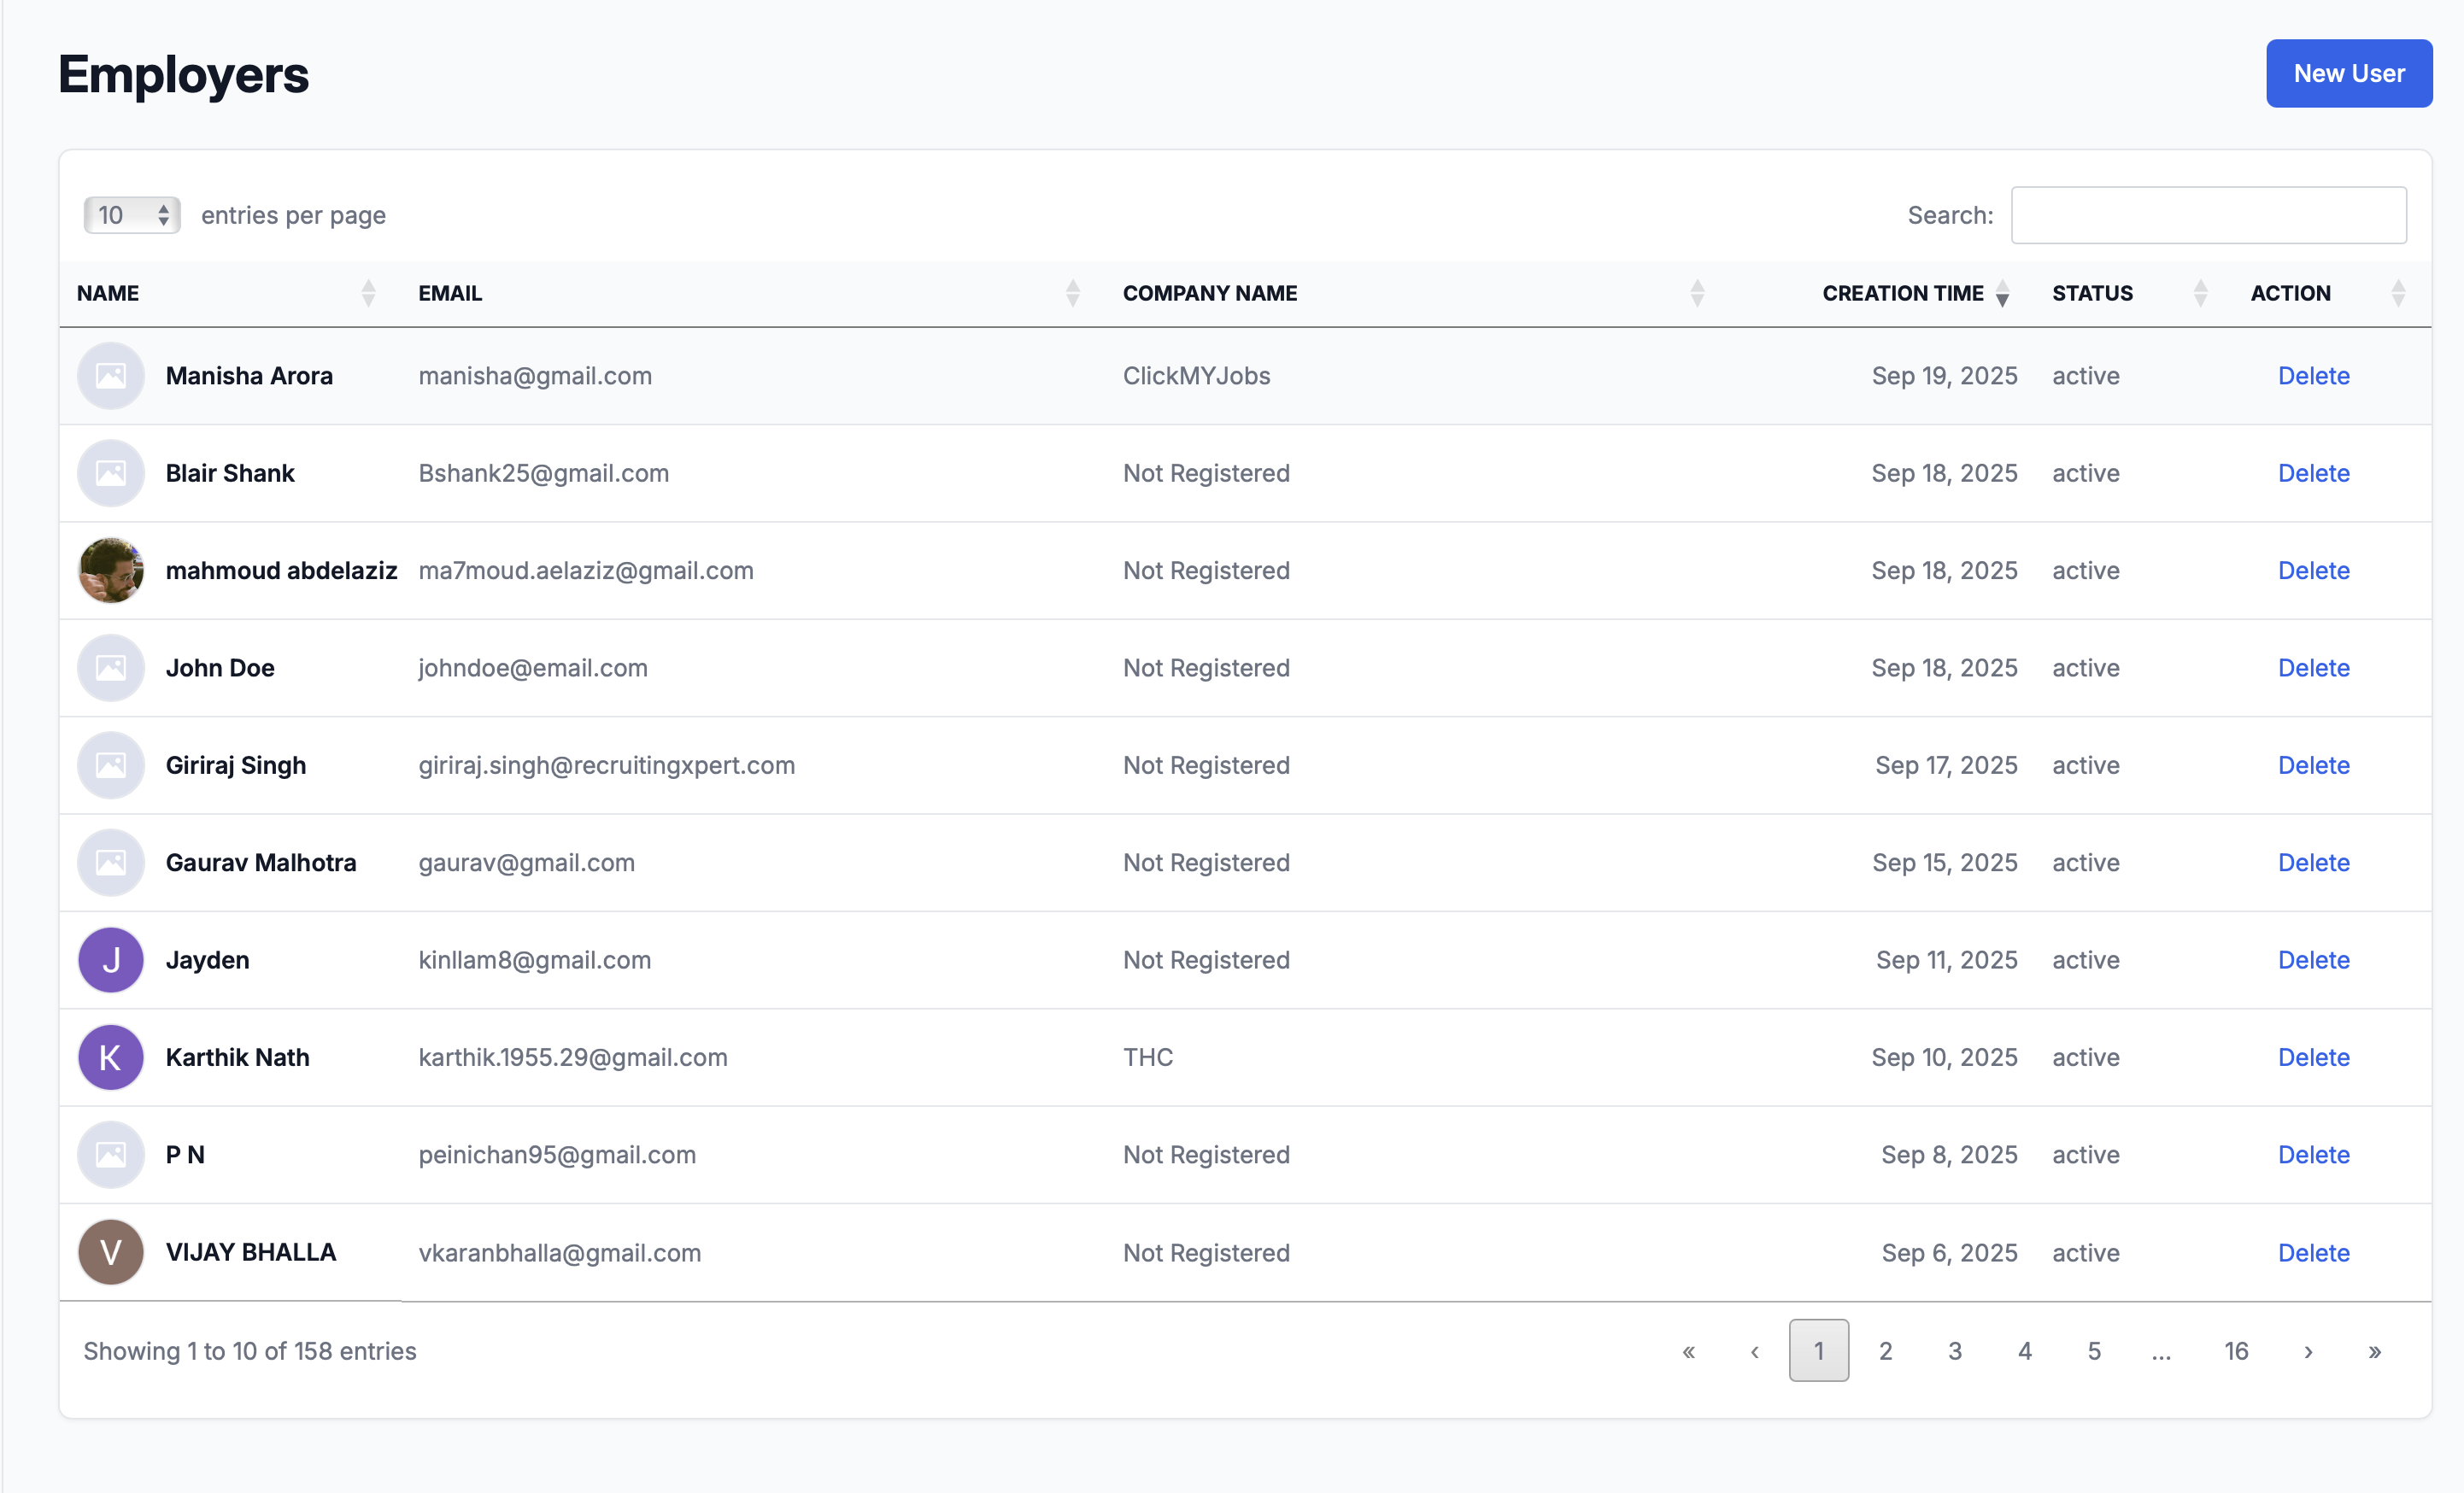 Employers
New User
10 entries per page
Search:
NAME EMAIL COMPANY NAME CREATION TIME STATUS ACTION
Manisha Arora manisha@gmail.com ClickMYJobs Sep 19, 2025 active Delete
Blair Shank Bshank25@gmail.com Not Registered Sep 18, 2025 active Delete
mahmoud abdelaziz ma7moud.aelaziz@gmail.com Not Registered Sep 18, 2025 active Delete
John Doe johndoe@email.com Not Registered Sep 18, 2025 active Delete
Giriraj Singh giriraj.singh@recruitingxpert.com Not Registered Sep 17, 2025 active Delete
Gaurav Malhotra gaurav@gmail.com Not Registered Sep 15, 2025 active Delete
J Jayden kinllam8@gmail.com Not Registered Sep 11, 2025 active Delete
K Karthik Nath karthik.1955.29@gmail.com THC Sep 10, 2025 active Delete
P N peinichan95@gmail.com Not Registered Sep 8, 2025 active Delete
V VIJAY BHALLA vkaranbhalla@gmail.com Not Registered Sep 6, 2025 active Delete
Showing 1 to 10 of 158 entries « ‹ 1 2 3 4 5 ... 16 › »